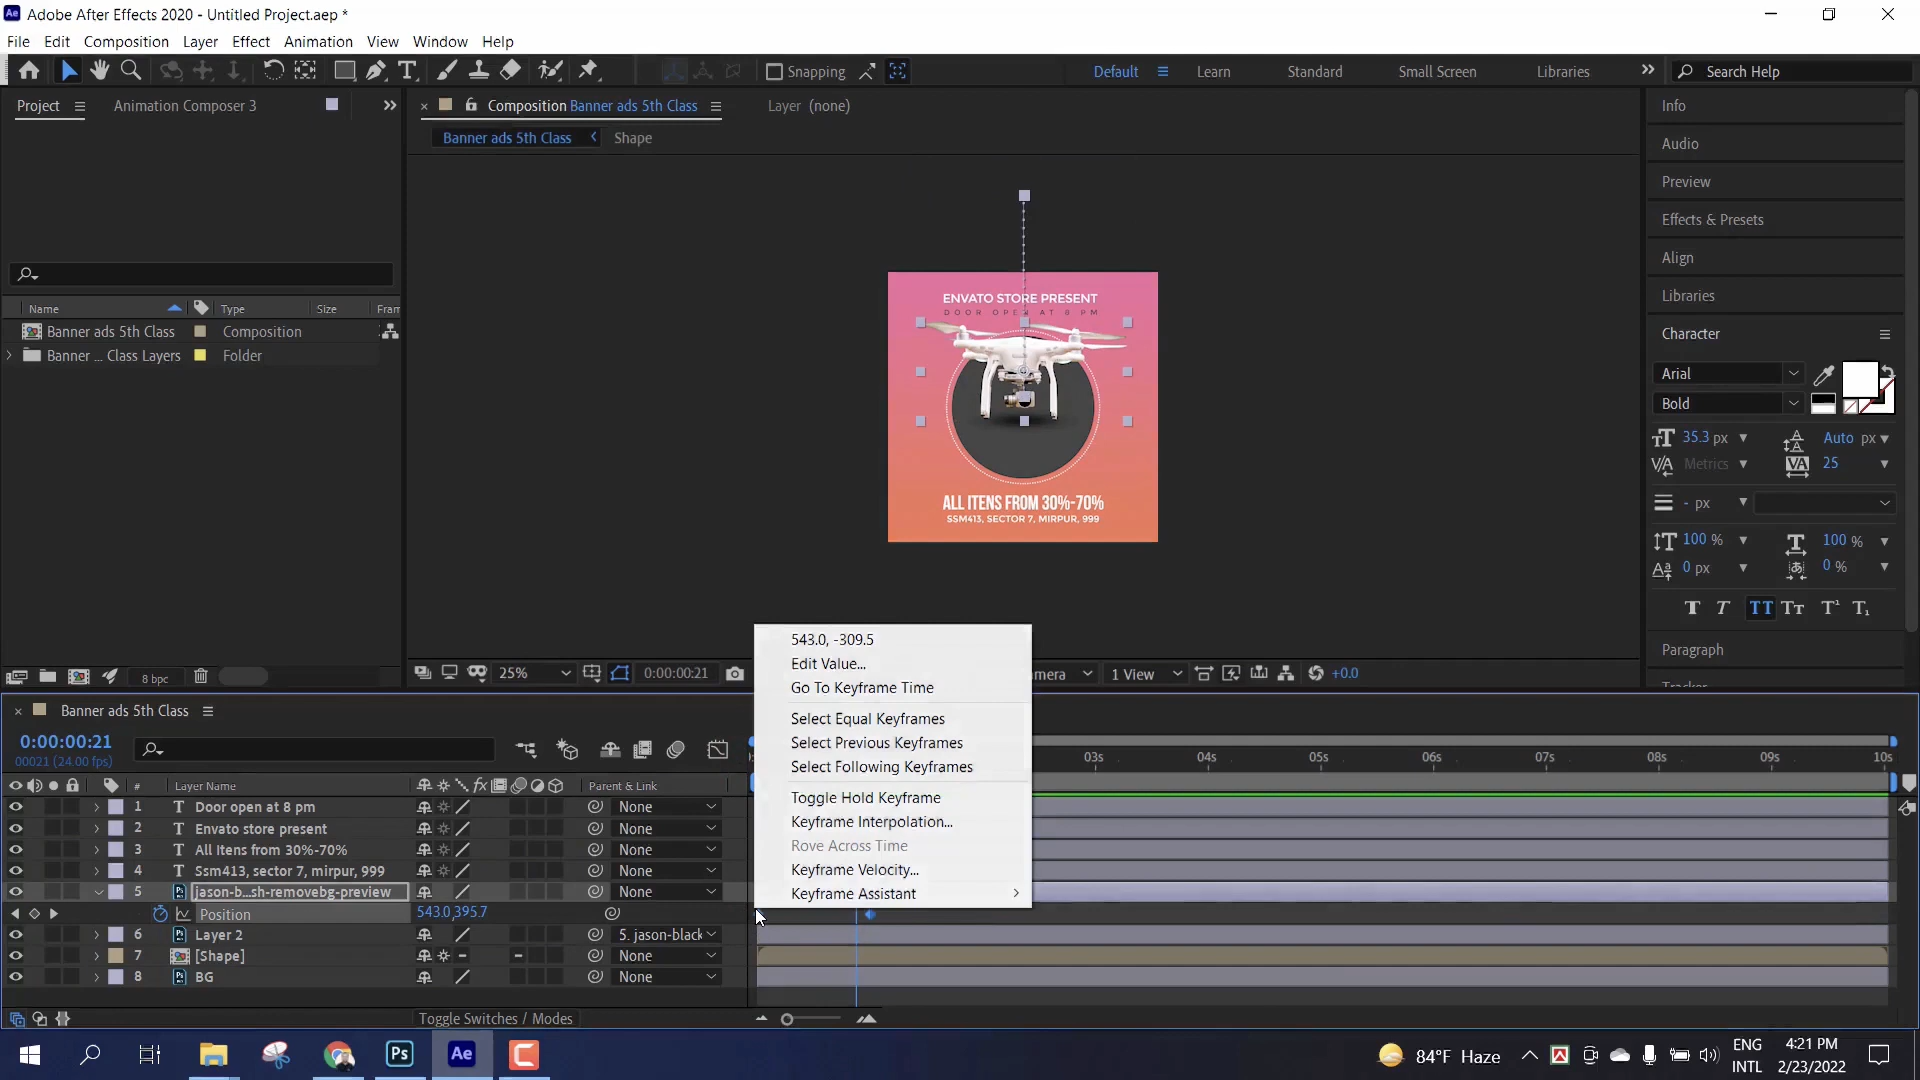 Adobe After Effects 2020 - Untitled Project.aep *
File Edit Composition Layer Effect Animation View Window Help
Snapping
Default Learn Standard Small Screen Libraries
Search Help
Project Animation Composer 3
Composition Banner ads 5th Class Layer (none)
Banner ads 5th Class Shape
Name Type Size Fram
Banner ads 5th Class Composition
Banner ... Class Layers Folder
ENVATO STORE PRESENT
DOOR OPEN AT 8 PM
ALL ITENS FROM 30%-70%
SSM413, SECTOR 7, MIRPUR, 999
Info
Audio
Preview
Effects & Presets
Align
Libraries
Character
Arial
Bold
35.3 px Auto px
Metrics 25
- px
100 % 100 %
0 px 0 %
Paragraph
8 bpc
25% 0:00:00:21
mera 1 View +0.0
543.0, -309.5
Edit Value...
Go To Keyframe Time
Select Equal Keyframes
Select Previous Keyframes
Select Following Keyframes
Toggle Hold Keyframe
Keyframe Interpolation...
Rove Across Time
Keyframe Velocity...
Keyframe Assistant
Banner ads 5th Class
0:00:00:21
00021 (24.00 fps)
03s 04s 05s 06s 07s 08s 09s 10s
# Layer Name Parent & Link
1 Door open at 8 pm None
2 Envato store present None
3 All Itens from 30%-70% None
4 Ssm413, sector 7, mirpur, 999 None
5 jason-b...sh-removebg-preview None
Position 543.0,395.7
6 Layer 2 5. jason-black
7 [Shape] None
8 BG None
Toggle Switches / Modes
84°F Haze
ENG
INTL
4:21 PM
2/23/2022